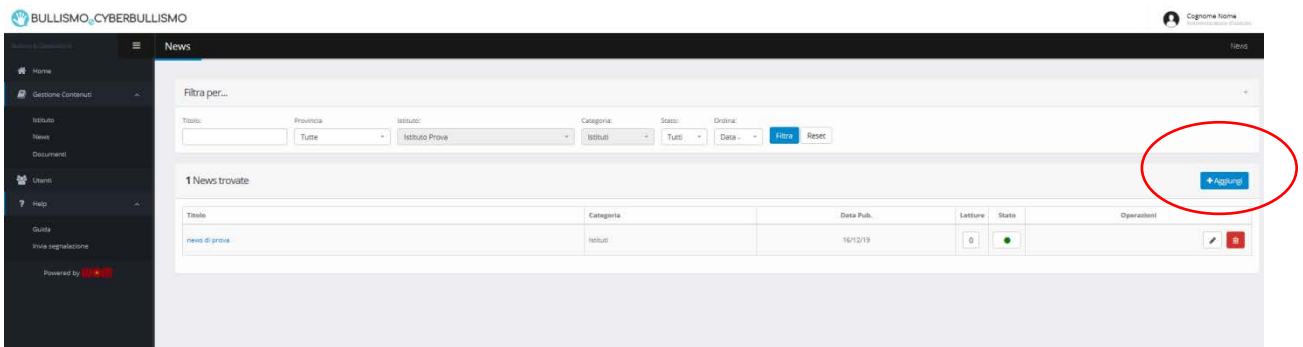 BULLISMO e CYBERBULLISMO
Cognome Nome
News
News
Home
Gestione Contenuti
Istituto
News
Documenti
Utenti
Help
Guida
Invia segnalazione
Powered by
Filtra per...
Titolo: Provincia Istituto: Categoria: Stato: Ordina:
Tutte Istituto Prova Istituti Tutti Data Filtra Reset
1 News trovate +Aggiungi
Titolo Categoria Data Pub. Letture Stato Operazioni
news di prova Istituti 16/12/19 0